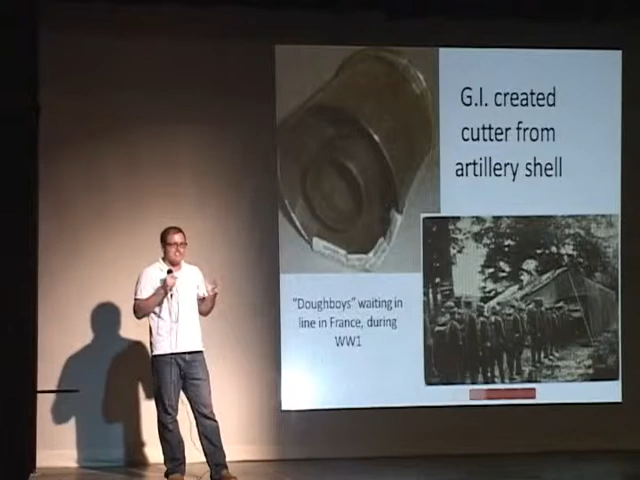 G.I. created
cutter from
artillery shell
"Doughboys" waiting in
line in France, during
WW1